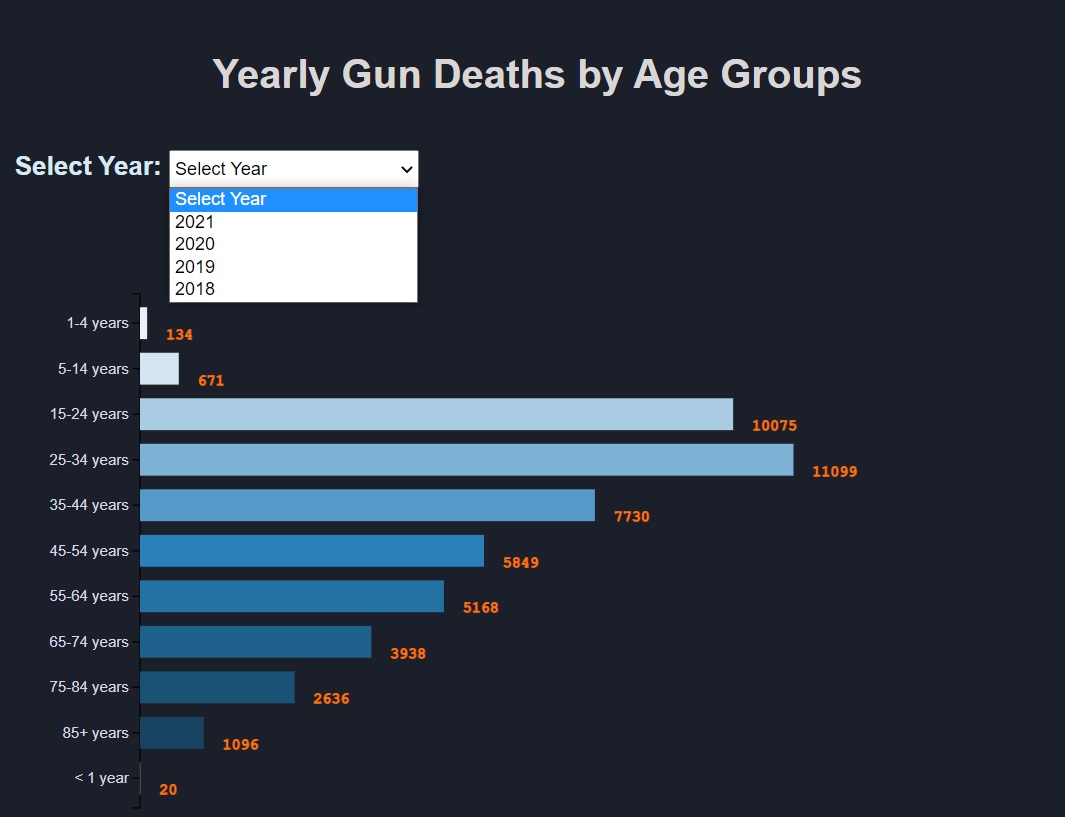 Yearly Gun Deaths by Age Groups
Select Year: Select Year
Select Year
2021
2020
2019
2018
1-4 years 134
5-14 years 671
15-24 years 10075
25-34 years 11099
35-44 years 7730
45-54 years 5849
55-64 years 5168
65-74 years 3938
75-84 years 2636
85+ years 1096
< 1 year 20